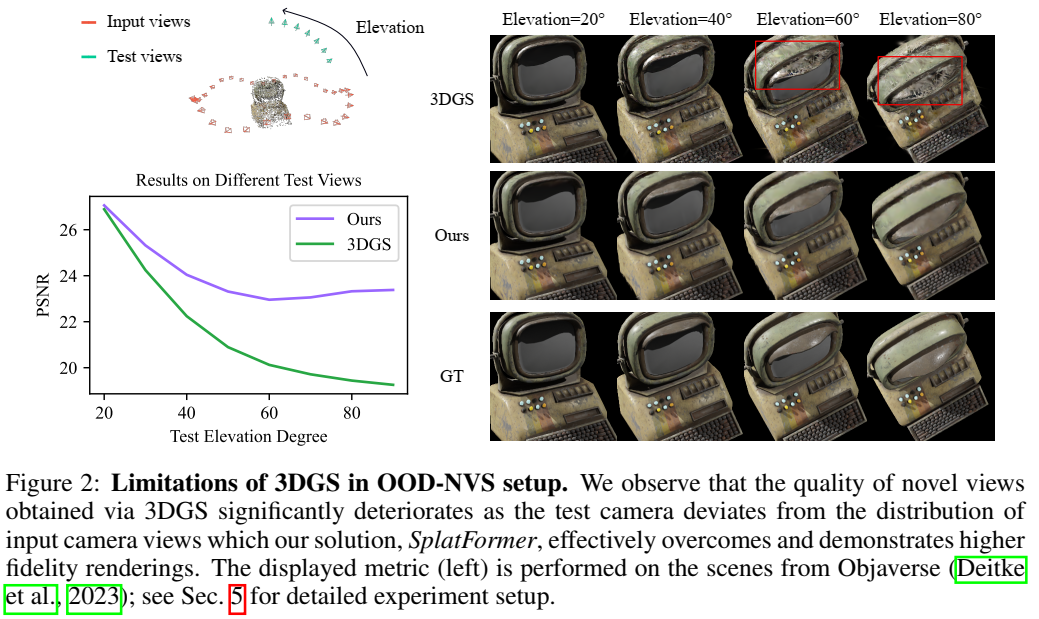 Input views
Test views
Elevation
Elevation=20° Elevation=40° Elevation=60° Elevation=80°
3DGS
Ours
GT
Results on Different Test Views
Ours
3DGS
PSNR
26
24
22
20
20 40 60 80
Test Elevation Degree
Figure 2: Limitations of 3DGS in OOD-NVS setup. We observe that the quality of novel views
obtained via 3DGS significantly deteriorates as the test camera deviates from the distribution of
input camera views which our solution, SplatFormer, effectively overcomes and demonstrates higher
fidelity renderings. The displayed metric (left) is performed on the scenes from Objaverse (Deitke
et al., 2023); see Sec. 5 for detailed experiment setup.